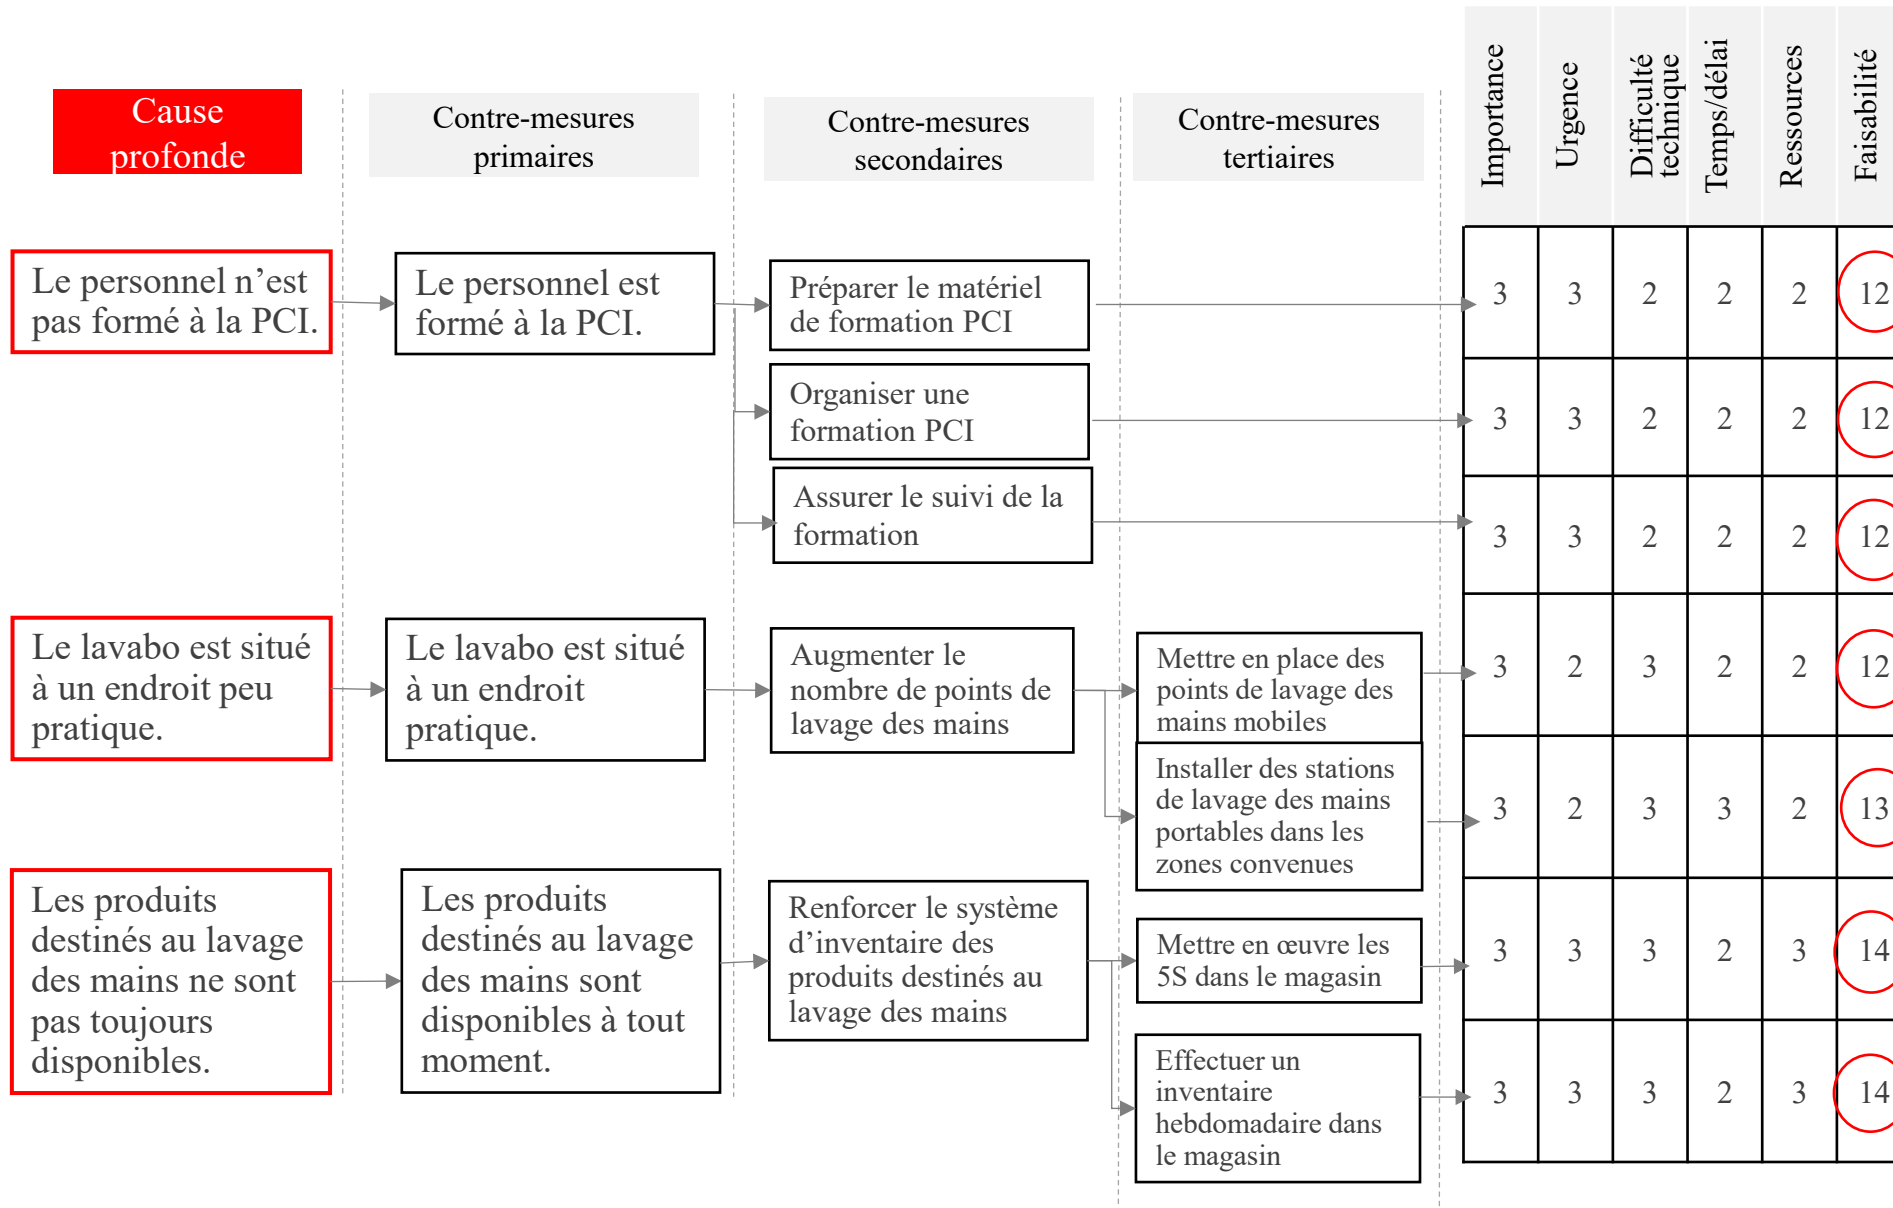 Cause
profonde
Contre-mesures
primaires
Contre-mesures
secondaires
Contre-mesures
tertiaires
Importance
Urgence
Difficulté
technique
Temps/délai
Ressources
Faisabilité
Le personnel n’est
pas formé à la PCI.
Le personnel est
formé à la PCI.
Préparer le matériel
de formation PCI
3 3 2 2 2 12
Organiser une
formation PCI
3 3 2 2 2 12
Assurer le suivi de la
formation
3 3 2 2 2 12
Le lavabo est situé
à un endroit peu
pratique.
Le lavabo est situé
à un endroit
pratique.
Augmenter le
nombre de points de
lavage des mains
Mettre en place des
points de lavage des
mains mobiles
3 2 3 2 2 12
Installer des stations
de lavage des mains
portables dans les
zones convenues
3 2 3 3 2 13
Les produits
destinés au lavage
des mains ne sont
pas toujours
disponibles.
Les produits
destinés au lavage
des mains sont
disponibles à tout
moment.
Renforcer le système
d’inventaire des
produits destinés au
lavage des mains
Mettre en œuvre les
5S dans le magasin
3 3 3 2 3 14
Effectuer un
inventaire
hebdomadaire dans
le magasin
3 3 3 2 3 14